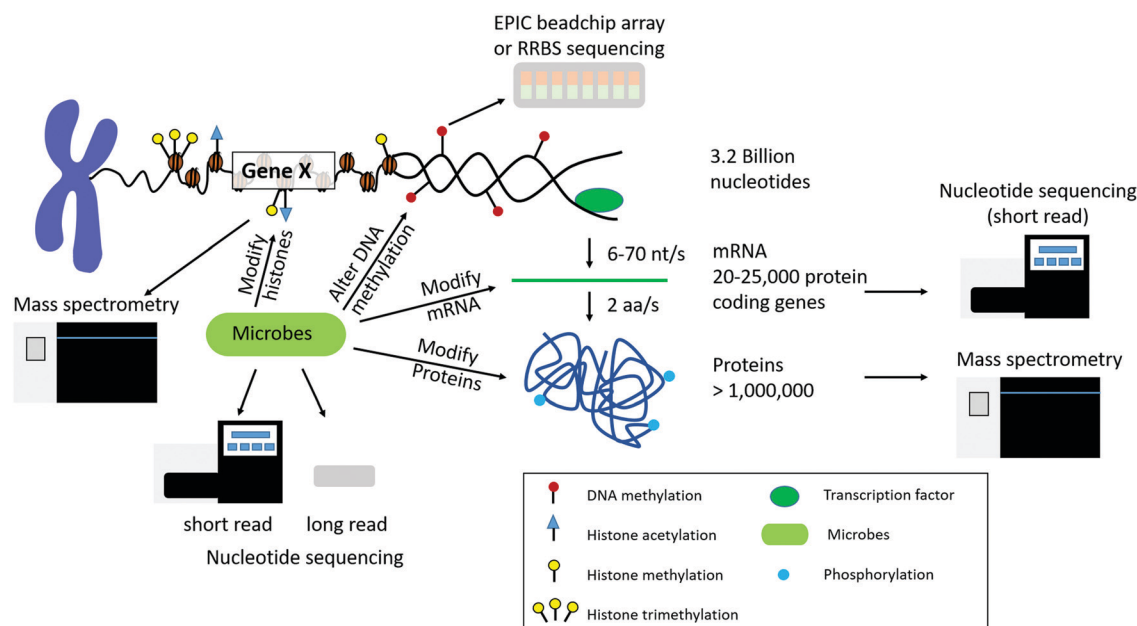 EPIC beadchip array
or RRBS sequencing
Gene X
3.2 Billion
nucleotides
Nucleotide sequencing
(short read)
Modify
histones
Alter DNA
methylation
6-70 nt/s
mRNA
20-25,000 protein
coding genes
Modify
mRNA
2 aa/s
Mass spectrometry
Microbes
Modify
Proteins
Proteins
> 1,000,000
Mass spectrometry
short read
long read
Nucleotide sequencing
DNA methylation
Transcription factor
Histone acetylation
Microbes
Histone methylation
Phosphorylation
Histone trimethylation